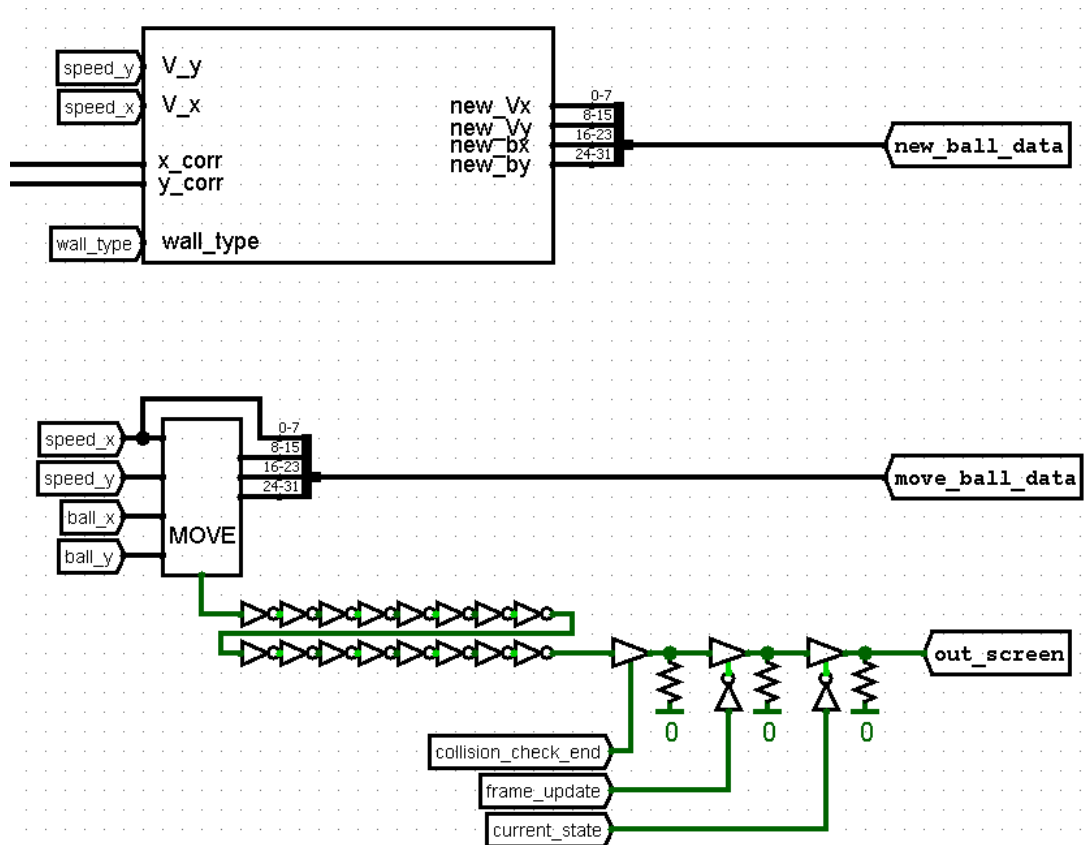 speed_y
V_y
speed_x
V_x
new_Vx
0-7
new_Vy
8-15
new_bx
16-23
new_by
24-31
new_ball_data
x_corr
y_corr
wall_type
wall_type
speed_x
0-7
8-15
speed_y
16-23
24-31
move_ball_data
ball_x
MOVE
ball_y
out_screen
0
0
0
collision_check_end
frame_update
current_state